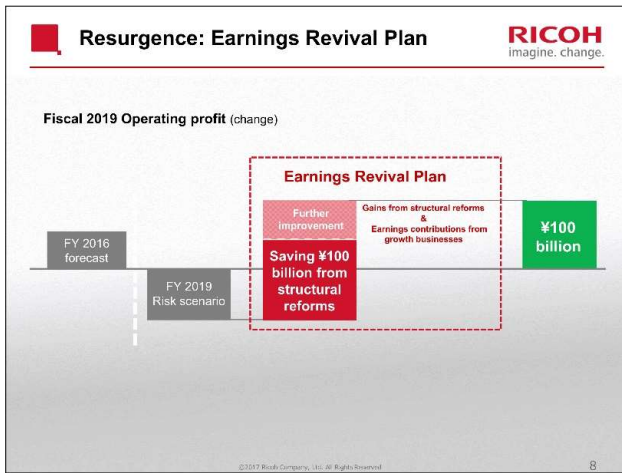 Resurgence: Earnings Revival Plan
RICOH
imagine. change.
Fiscal 2019 Operating profit (change)
Earnings Revival Plan
FY 2016
forecast
FY 2019
Risk scenario
Further
improvement
Saving ¥100
billion from
structural
reforms
Gains from structural reforms
&
Earnings contributions from
growth businesses
¥100
billion
©2017 Ricoh Company, Ltd. All Rights Reserved
8